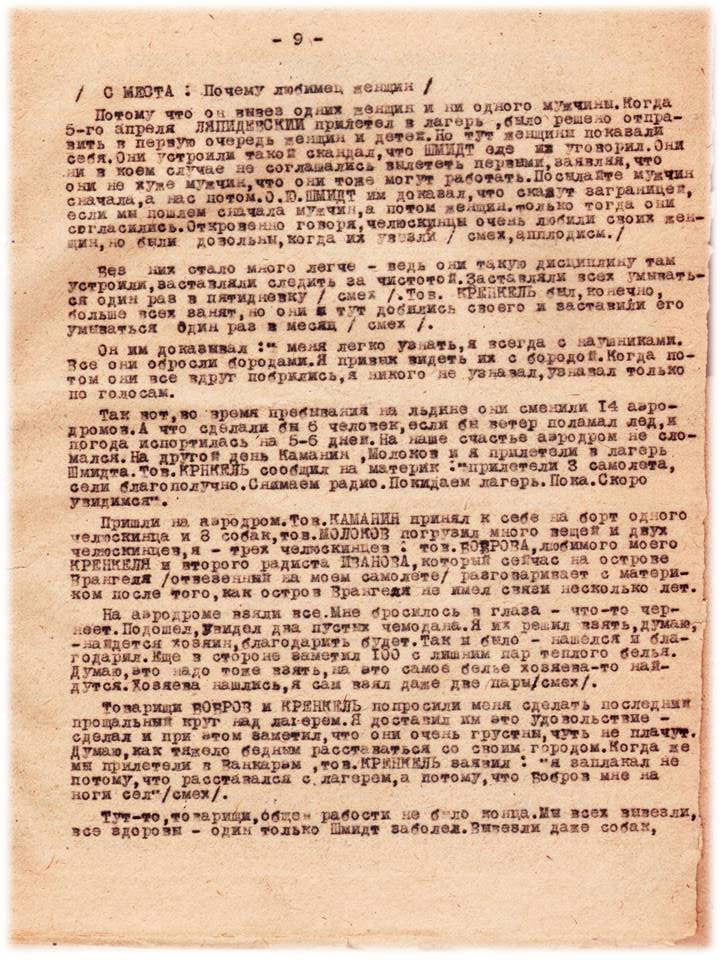 - 9 -
/ С МЕСТА : Почему любимец женщин /
Потому что он вывез одних женщин и ни одного мужчины.Когда
5-го апреля ЛЯПИДЕВСКИЙ прилетел в лагерь ,было решено отпра-
вить в первую очередь женщин и детей.Но тут женщины показали
себя.Они устроили такой скандал,что ШМИДТ еде их уговорил.Они
ни в коем случае не соглашались вылететь первыми,заявляя,что
они не хуже мужчин,что они тоже могут работать.Посылайте мужчин
сначала,а нас потом.О.Ю.ШМИДТ им доказал,что скажут заграницей,
если мы пошлем сначала мужчин,а потом женщин.только тогда они
согласились.Откровенно говоря,челюскинцы очень любили своих жен-
щин,но были довольны,когда их увезли / смех,апплодисм./
Без них стало много легче - ведь они такую дисциплину там
устроили,заставляли следить за чистотой.Заставляли всех умывать-
ся один раз в пятидневку / смех /.Тов. КРЕНКЕЛЬ был,конечно,
больше всех занят,но они и тут добились своего и заставили его
умываться один раз в месяц / смех /.
Он им доказывал :" меня легко узнать,я всегда с наушниками.
Все они обросли бородами.Я привык видеть их с бородой.Когда по-
том они все вдруг побрились,я никого не узнавал,узнавал только
по голосам.
Так вот,во время пребывания на льдине они сменили 14 аэро-
дромов.А что сделали бы 6 человек,если бы ветер поламал лед,и
погода испортилась на 5-6 дней.На наше счастье аэродром не сло-
мался.На другой день Каманин ,Молоков и я прилетели в лагерь
Шмидта.Тов.КРНКЕЛЬ сообщил на материк :"прилетели 3 самолета,
сели благополучно.Снимаем радио.Покидаем лагерь.Пока.Скоро
увидимся".
Пришли на аэродром.Тов.КАМАНИН принял к себе на борт одного
челюскинца и 8 собак,тов.МОЛОКОВ погрузил много вещей и двух
челюскинцев,я - трех челюскинцев : тов.БОБРОВА,любимого моего
КРЕНКЕЛЯ и второго радиста ИВАНОВА,который сейчас на острове
Врангеля /отвезенный на моем самолете/ разговаривает с матери-
ком после того,как остров Врангеля не имел связи несколько лет.
На аэродроме взяли все.Мне бросилось в глаза - что-то чер-
неет.Подошел,увидел два пустых чемодана.Я их решил взять,думаю,
-найдется хозяин,благодарить будет.Так и было - нашелся и бла-
годарил.Еще в стороне заметил 100 с лишним пар теплого белья.
Думаю,это надо тоже взять,на это самое белье хозяева-то най-
дутся.Хозяева нашлись,я сам взял даже две пары/смех/.
Товарищи БОБРОВ и КРЕНКЕЛЬ попросили меня сделать последний
прощальный круг над лагерем.Я доставил им это удовольствие -
сделал и при этом заметил,что они очень грустны,чуть не плачут.
Думаю,как тяжело бедным расставаться со своим городом.Когда же
мы прилетели в Ванкарем ,тов.КРЕНКЕЛЬ заявил : "я заплакал не
потому,что расставался с лагерем,а потому,что Бобров мне на
ноги сел"/смех/.
Тут-то,товарищи,общей рабости не было конца.Мы всех вывезли,
все здоровы - один только Шмидт заболел.Вывезли даже собак,